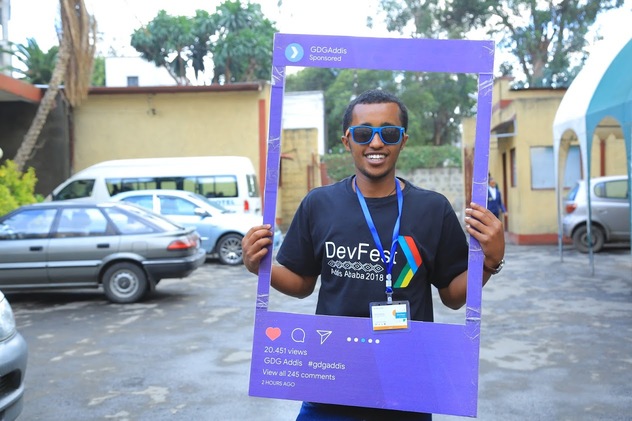 GDGAddis
Sponsored
DevFest
Addis Ababa 2018
20.451 views
GDG Addis #gdgaddis
View all 245 comments
2 HOURS AGO